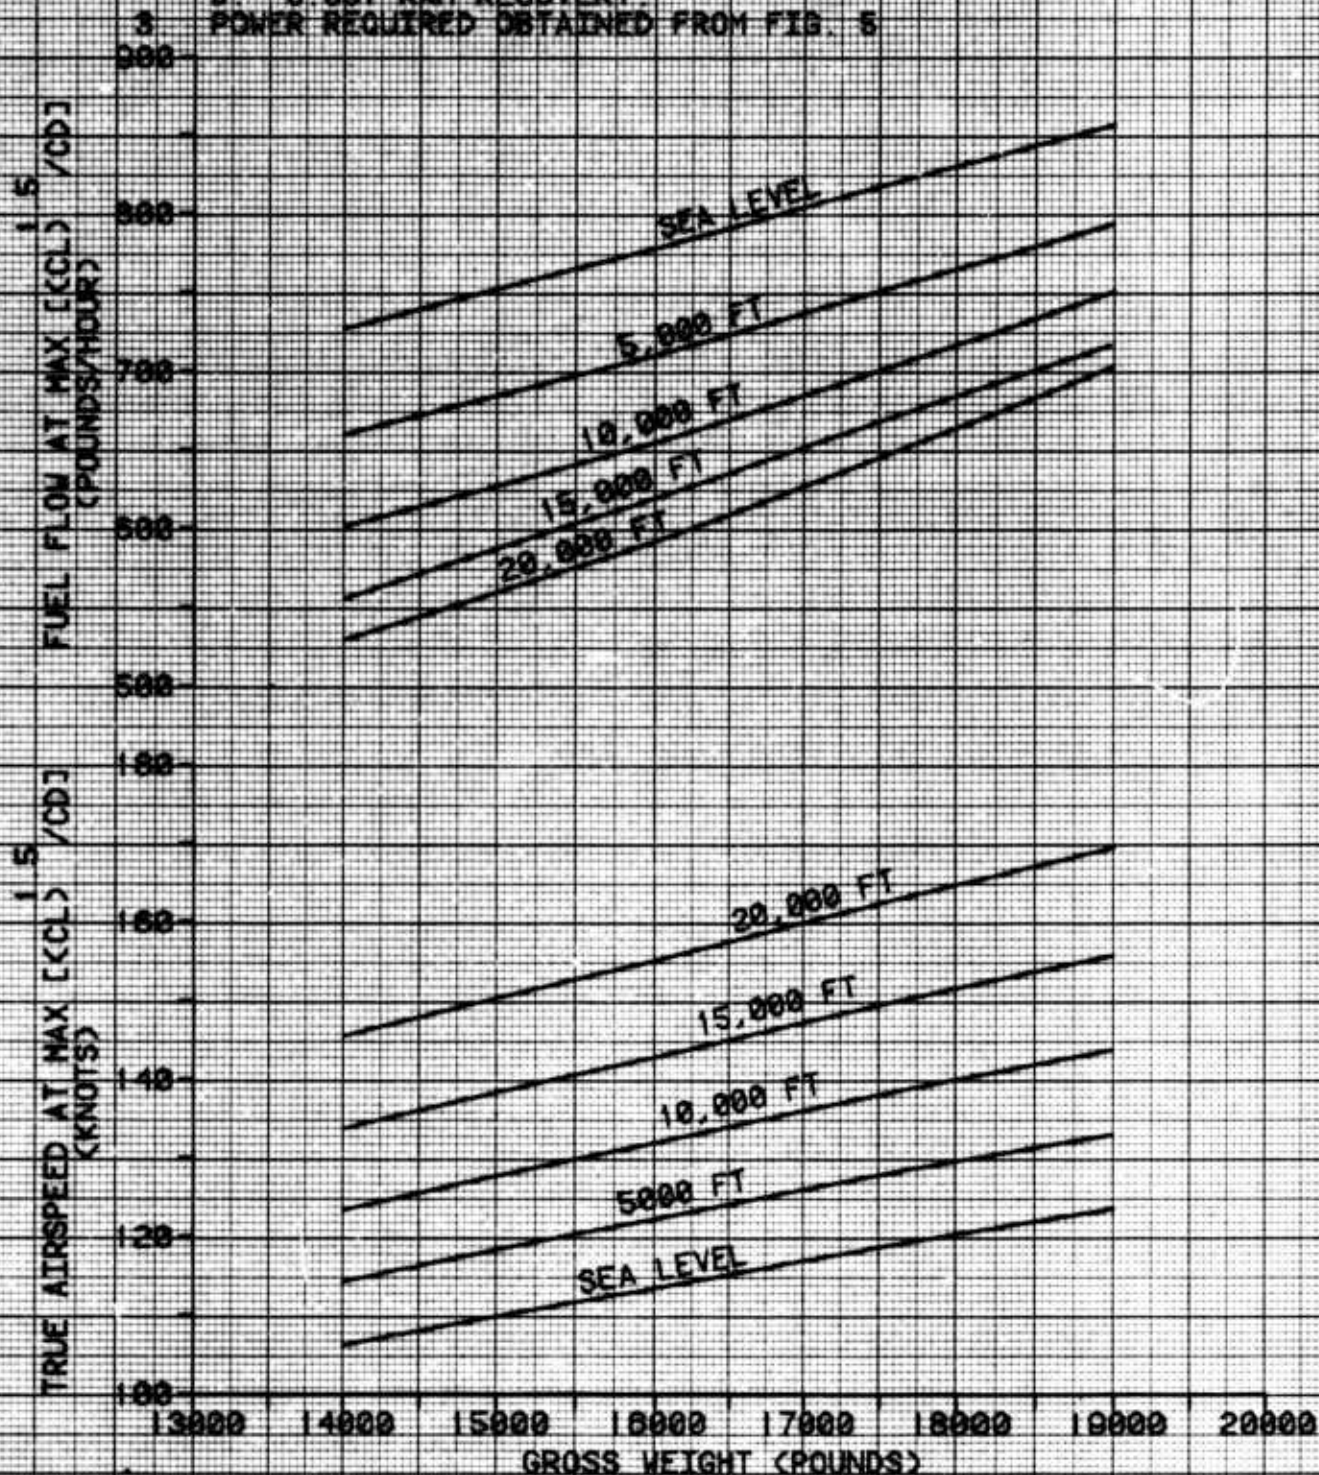 3 POWER REQUIRED OBTAINED FROM FIG. 5
FUEL FLOW AT MAX [(CL) 1.5 /CD]
(POUNDS/HOUR)
900
800
700
600
500
SEA LEVEL
5,000 FT
10,000 FT
15,000 FT
20,000 FT
TRUE AIRSPEED AT MAX [(CL) 1.5 /CD]
(KNOTS)
180
160
140
120
100
20,000 FT
15,000 FT
10,000 FT
5000 FT
SEA LEVEL
13000 14000 15000 16000 17000 18000 19000 20000
GROSS WEIGHT (POUNDS)